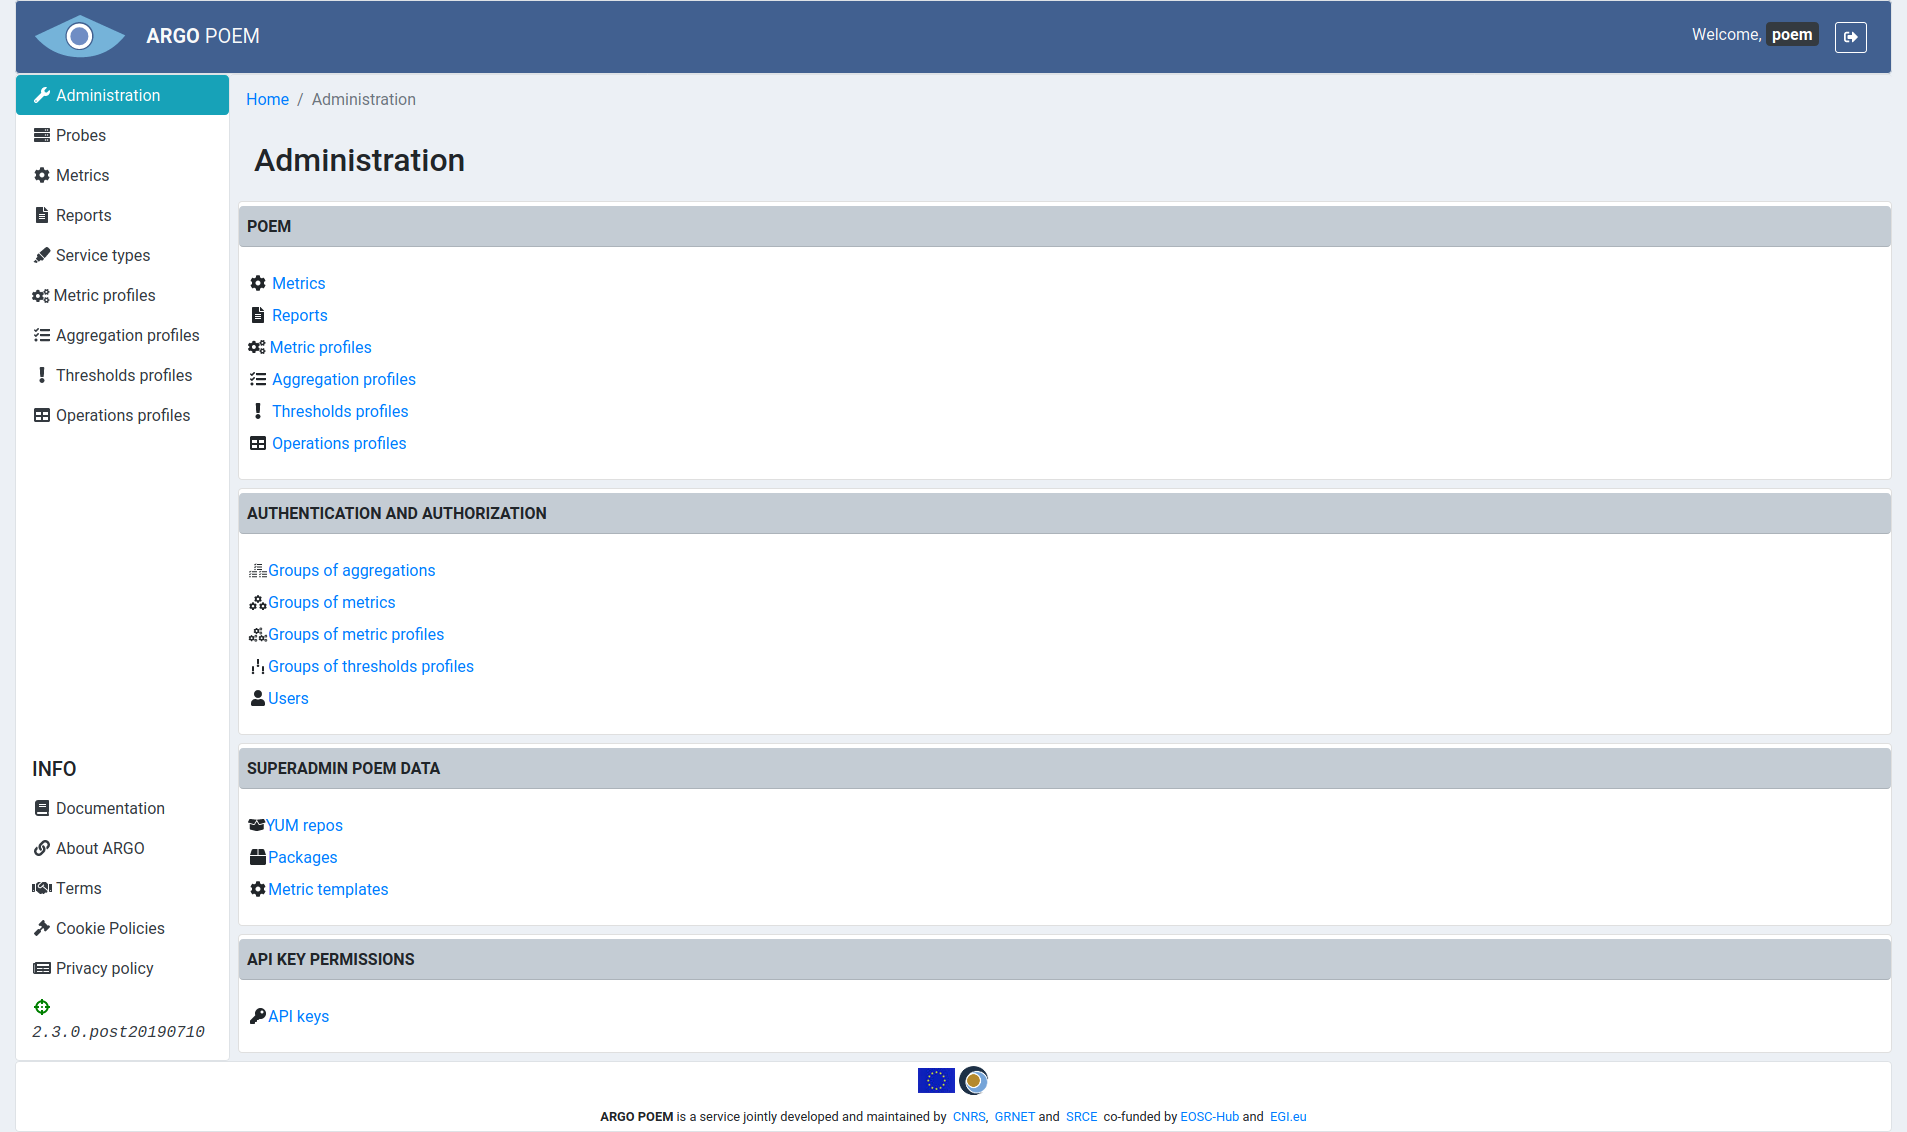 ARGO POEM
Welcome, poem
Administration
Probes
Metrics
Reports
Service types
Metric profiles
Aggregation profiles
Thresholds profiles
Operations profiles
INFO
Documentation
About ARGO
Terms
Cookie Policies
Privacy policy
2.3.0.post20190710
Home / Administration
Administration
POEM
Metrics
Reports
Metric profiles
Aggregation profiles
Thresholds profiles
Operations profiles
AUTHENTICATION AND AUTHORIZATION
Groups of aggregations
Groups of metrics
Groups of metric profiles
Groups of thresholds profiles
Users
SUPERADMIN POEM DATA
YUM repos
Packages
Metric templates
API KEY PERMISSIONS
API keys
ARGO POEM is a service jointly developed and maintained by CNRS, GRNET and SRCE co-funded by EOSC-Hub and EGI.eu